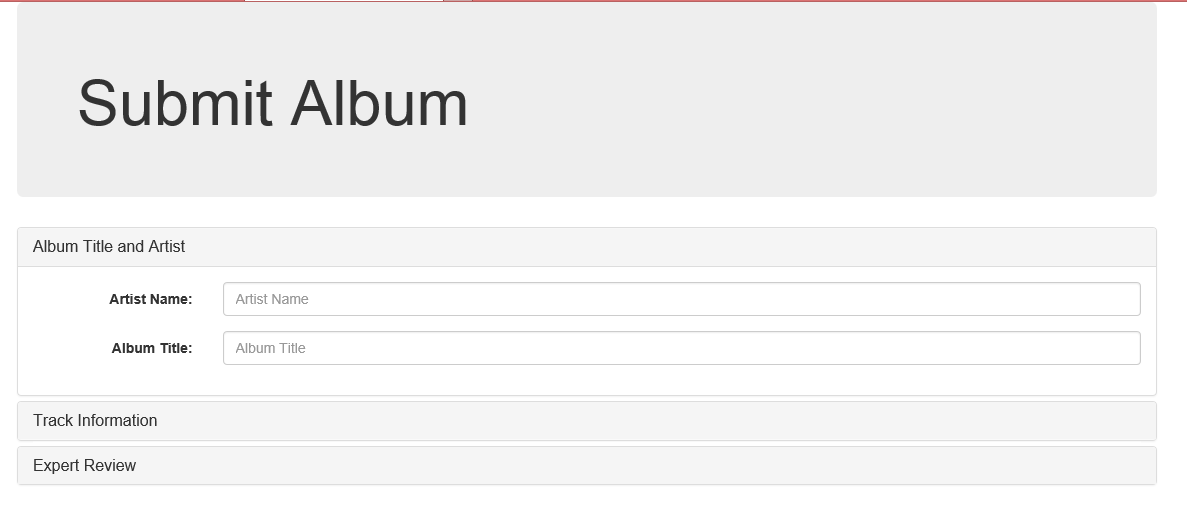 Submit Album
Album Title and Artist
Artist Name: Artist Name
Album Title: Album Title
Track Information
Expert Review